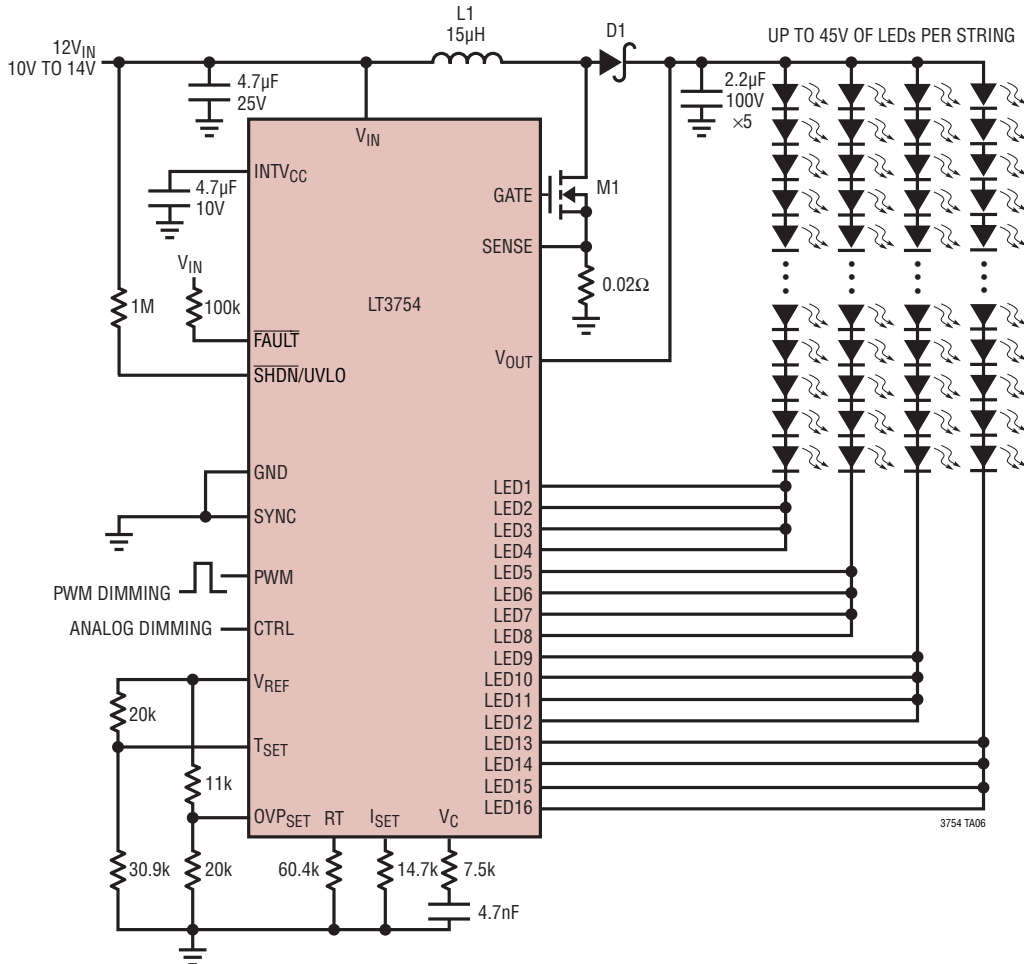 L1
15µH
D1
12VIN
10V TO 14V
UP TO 45V OF LEDs PER STRING
4.7µF
25V
2.2µF
100V
×5
VIN
INTVCC
4.7µF
10V
GATE
M1
SENSE
VIN
0.02Ω
1M
100k
LT3754
FAULT
VOUT
SHDN/UVLO
GND
SYNC
LED1
LED2
LED3
LED4
LED5
LED6
LED7
LED8
LED9
LED10
LED11
LED12
LED13
LED14
LED15
LED16
PWM DIMMING
PWM
ANALOG DIMMING
CTRL
VREF
20k
TSET
11k
OVPSET
RT
ISET
VC
3754 TA06
30.9k
20k
60.4k
14.7k
7.5k
4.7nF